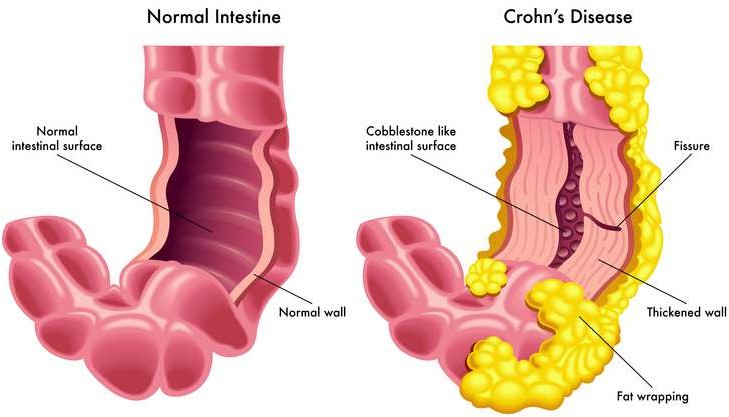 Normal Intestine
Crohn's Disease
Normal
intestinal surface
Cobblestone like
intestinal surface
Fissure
Normal wall
Thickened wall
Fat wrapping